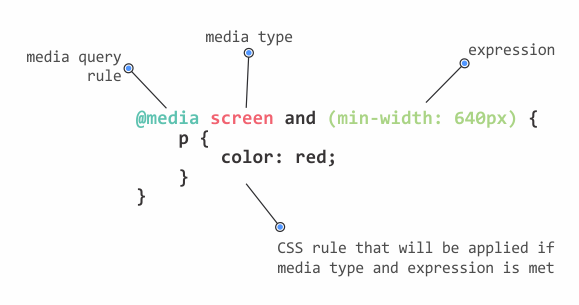 media type
media query
rule
expression
@media screen and (min-width: 640px) {
p {
color: red;
}
}
CSS rule that will be applied if
media type and expression is met